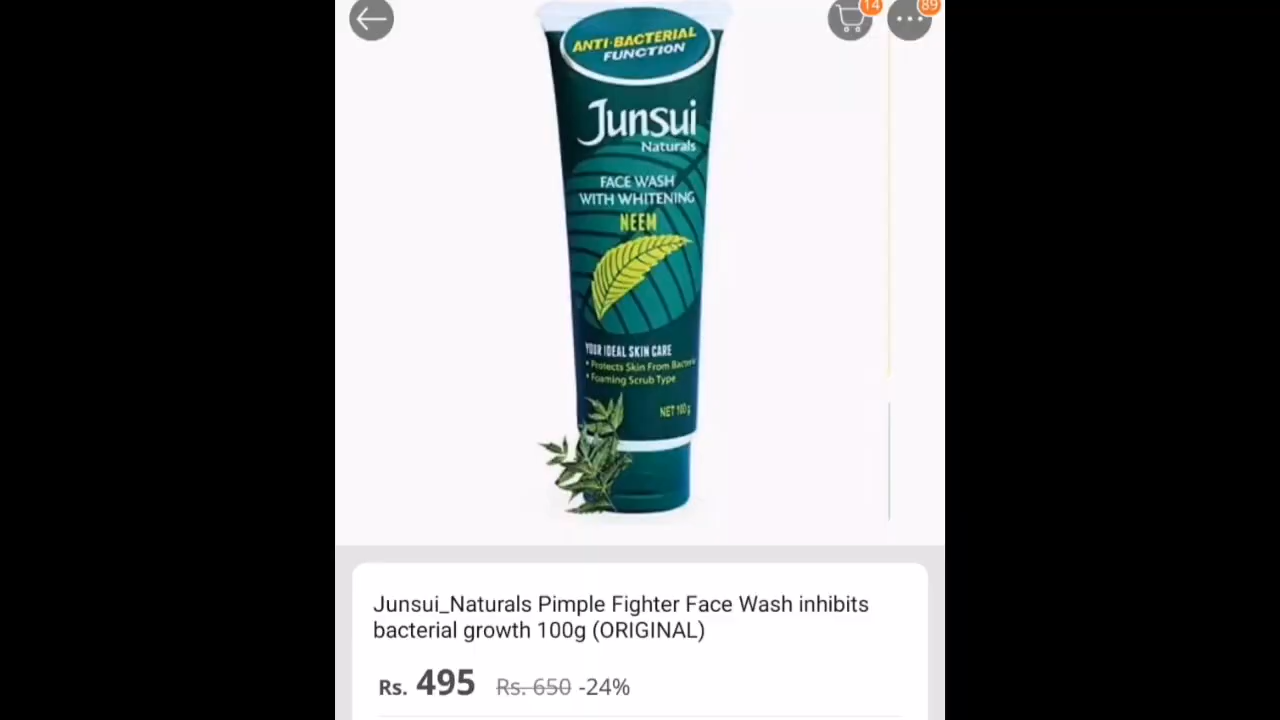 14
89
ANTI-BACTERIAL
FUNCTION
Junsui
Naturals
FACE WASH
WITH WHITENING
NEEM
YOUR IDEAL SKIN CARE
• Protects Skin From Bacteria
• Foaming Scrub Type
NET 100 g
Junsui_Naturals Pimple Fighter Face Wash inhibits
bacterial growth 100g (ORIGINAL)
Rs. 495 Rs. 650 -24%